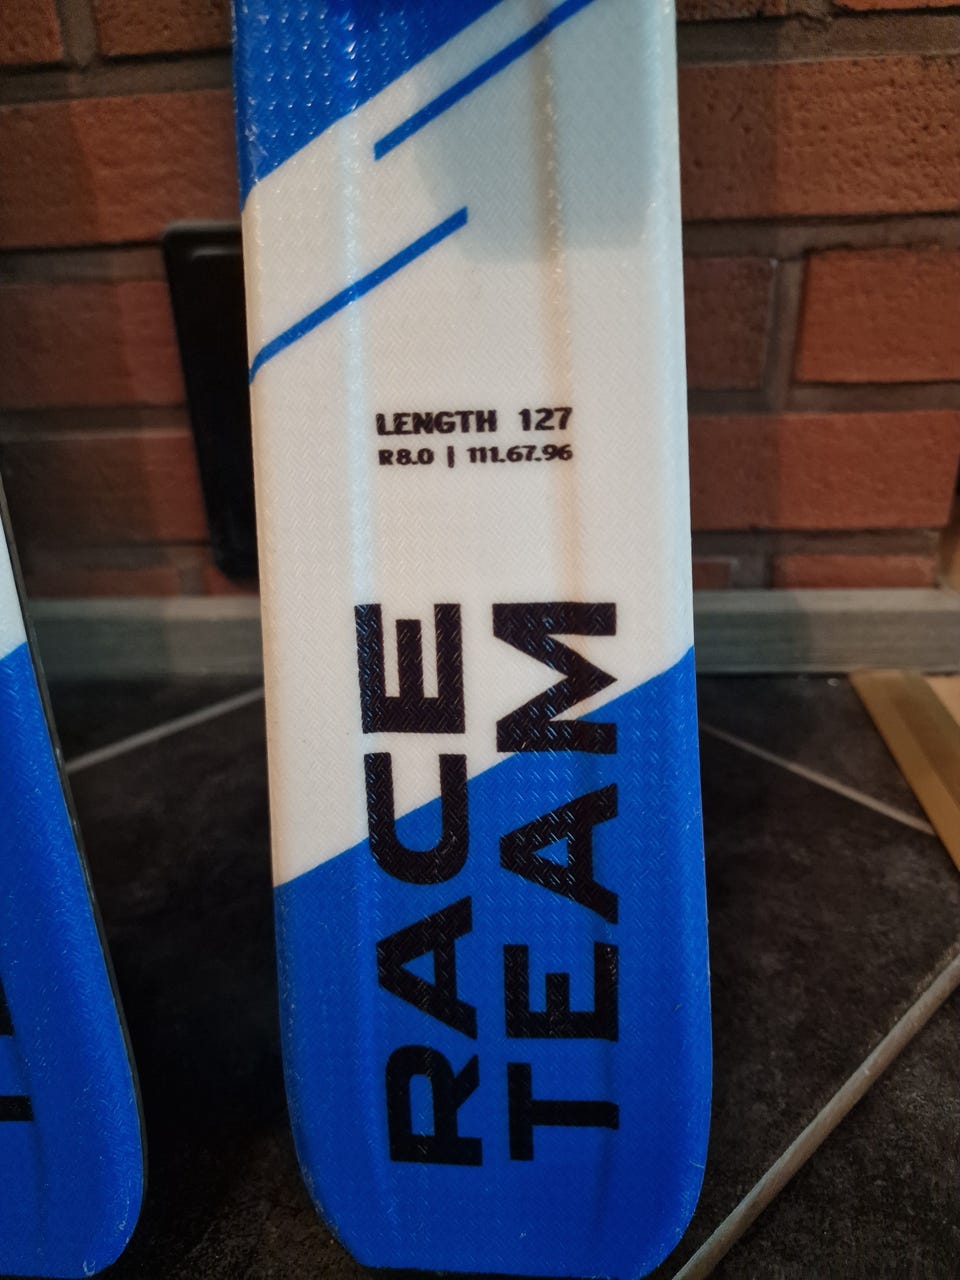 LENGTH 127
R8.0 | 111.67.96
RACE
TEAM